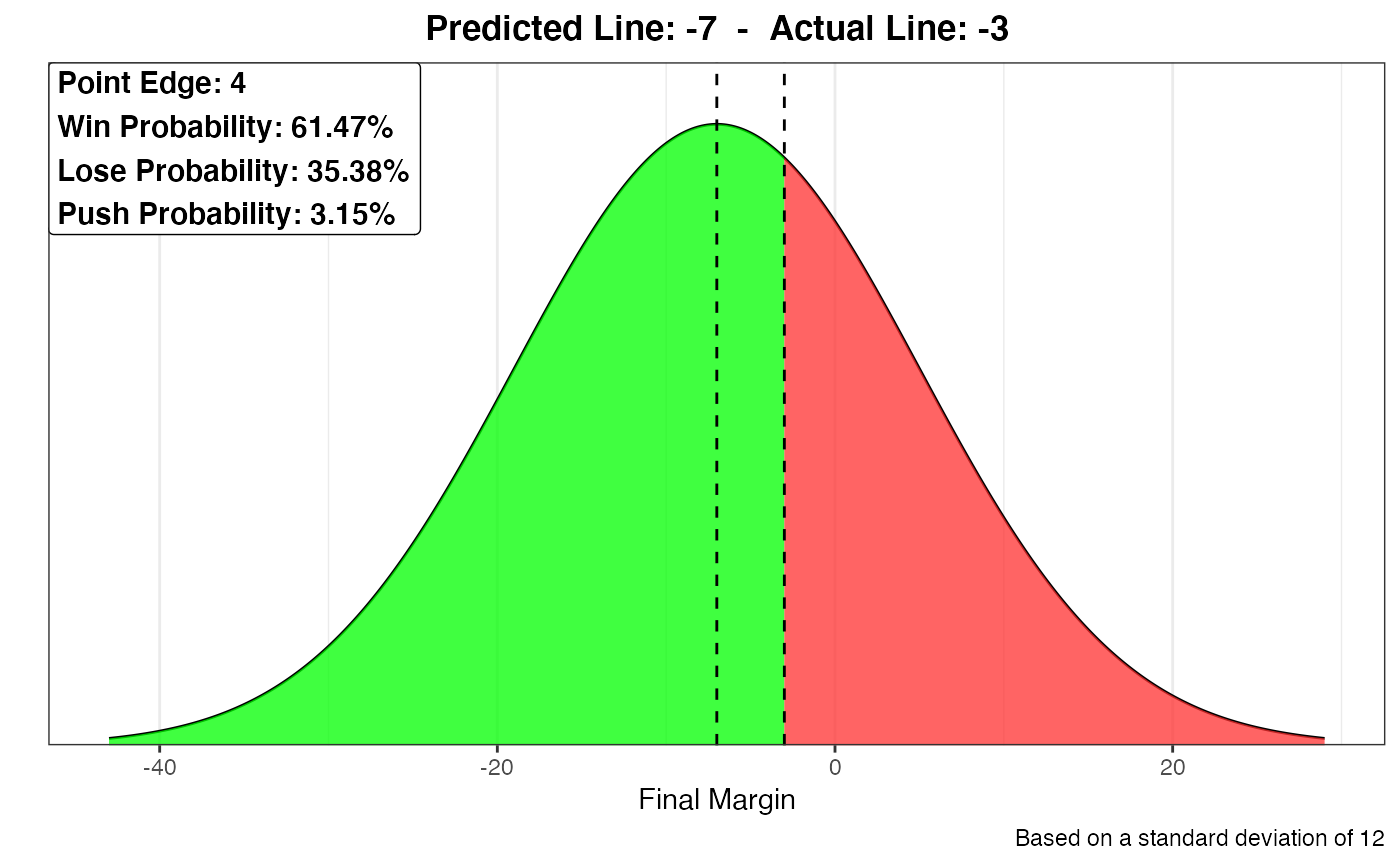 Predicted Line: -7  -  Actual Line: -3
Point Edge: 4
Win Probability: 61.47%
Lose Probability: 35.38%
Push Probability: 3.15%
-40 -20 0 20
Final Margin
Based on a standard deviation of 12